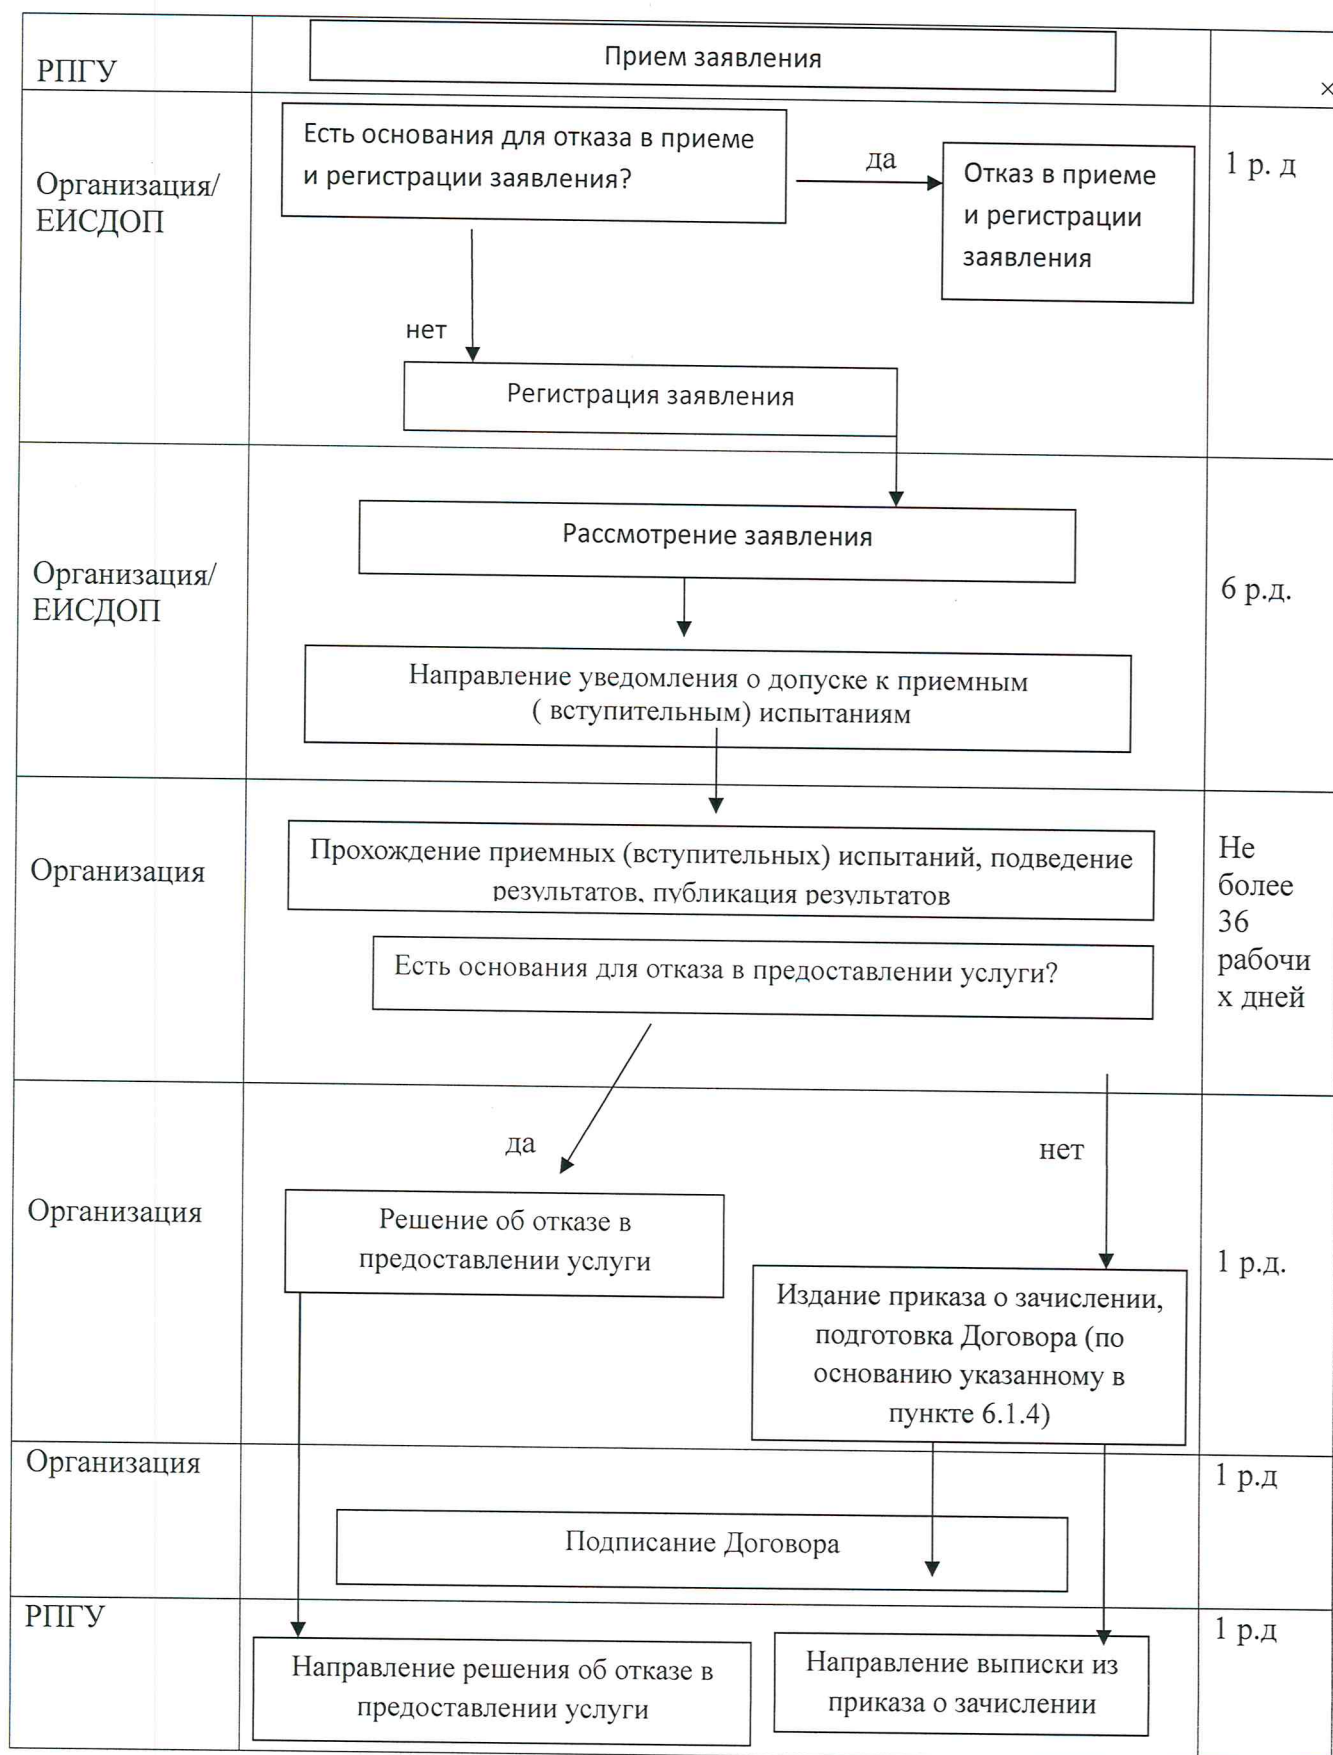 РПГУ
Прием заявления
×
Организация/
ЕИСДОП
Есть основания для отказа в приеме
и регистрации заявления?
да
Отказ в приеме
и регистрации
заявления
1 р. д
нет
Регистрация заявления
Организация/
ЕИСДОП
Рассмотрение заявления
6 р.д.
Направление уведомления о допуске к приемным
( вступительным) испытаниям
Организация
Прохождение приемных (вступительных) испытаний, подведение
результатов, публикация результатов
Есть основания для отказа в предоставлении услуги?
Не
более
36
рабочи
х дней
да
нет
Организация
Решение об отказе в
предоставлении услуги
Издание приказа о зачислении,
подготовка Договора (по
основанию указанному в
пункте 6.1.4)
1 р.д.
Организация
Подписание Договора
1 р.д
РПГУ
Направление решения об отказе в
предоставлении услуги
Направление выписки из
приказа о зачислении
1 р.д